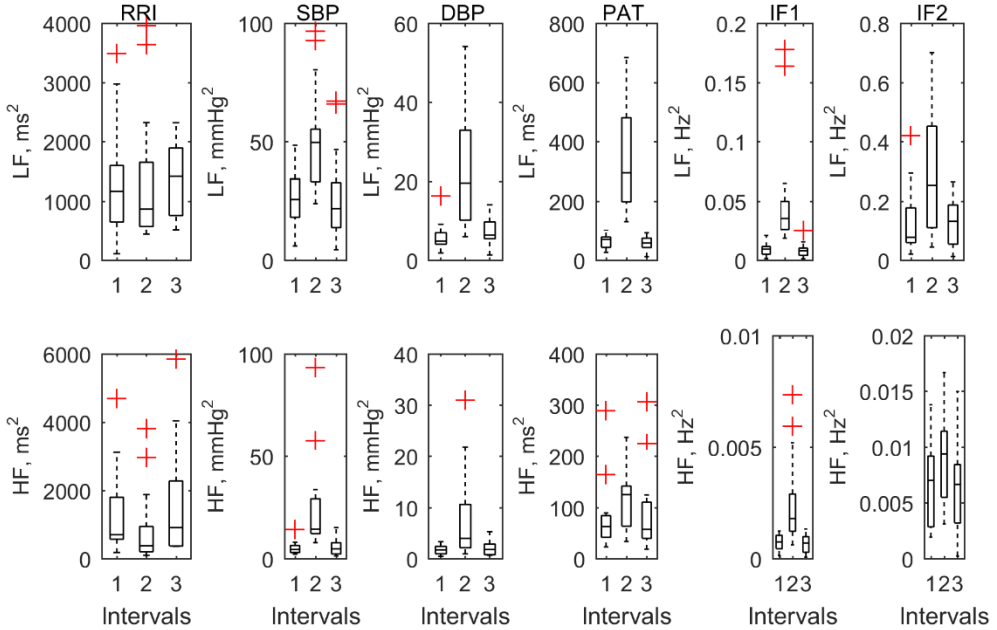 RRI SBP DBP PAT IF1 IF2
LF, ms²
4000
3000
2000
1000
0
1 2 3
LF, mmHg²
100
50
0
1 2 3
LF, mmHg²
60
40
20
0
1 2 3
LF, ms²
800
600
400
200
0
1 2 3
LF, Hz²
0.2
0.15
0.1
0.05
0
1 2 3
LF, Hz²
0.8
0.6
0.4
0.2
0
1 2 3
HF, ms²
6000
4000
2000
0
1 2 3
Intervals
HF, mmHg²
100
50
0
1 2 3
Intervals
HF, mmHg²
40
30
20
10
0
1 2 3
Intervals
HF, ms²
400
300
200
100
0
1 2 3
Intervals
HF, Hz²
0.01
0.005
0
123
Intervals
HF, Hz²
0.02
0.015
0.01
0.005
0
123
Intervals